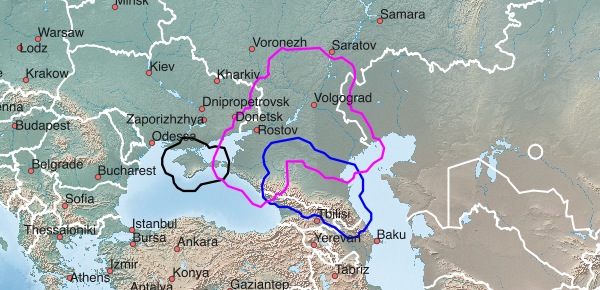 Minsk
Samara
Warsaw
Voronezh
Saratov
Lodz
Krakow
Kiev
Kharkiv
Dnipropetrovsk
Volgograd
Zaporizhzhya
Donetsk
enna
Budapest
Odessa
Rostov
Belgrade
Bucharest
Sofia
Tbilisi
Istanbul
Thessaloniki
Bursa
Ankara
Yerevan
Baku
Izmir
Athens
Konya
Tabriz
Antalya
Gaziantep